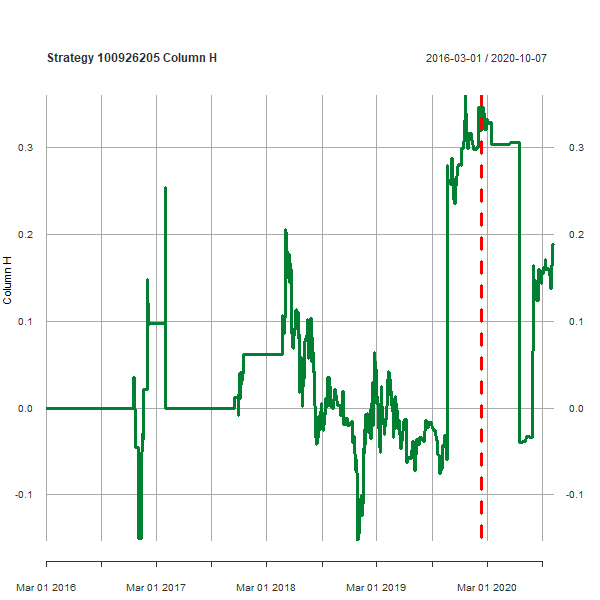 Strategy 100926205 Column H
2016-03-01 / 2020-10-07
0.3
0.3
0.2
0.2
0.1
0.1
0.0
0.0
-0.1
-0.1
Column H
Mar 01 2016
Mar 01 2017
Mar 01 2018
Mar 01 2019
Mar 01 2020